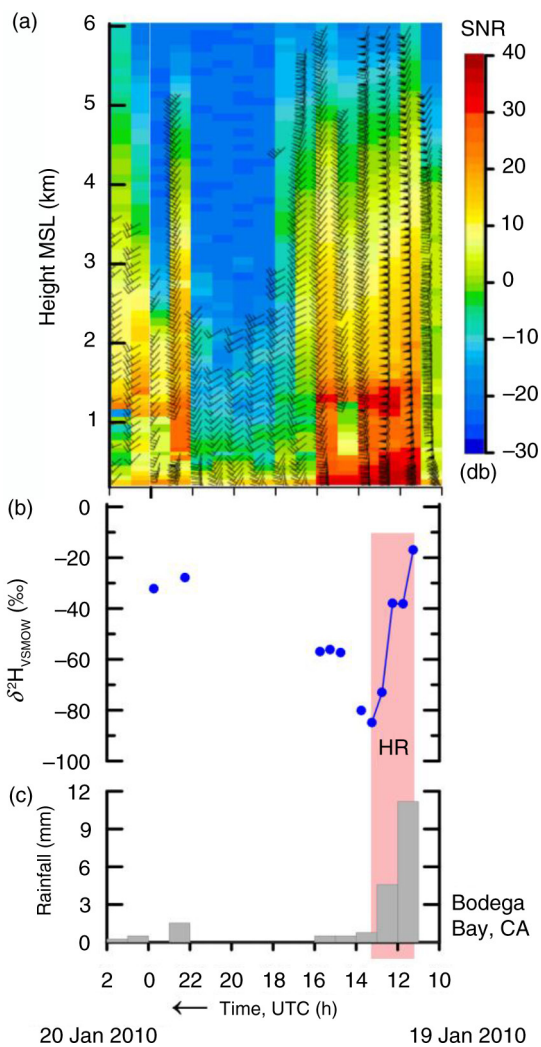 (a)
SNR
6
5
4
3
2
1
Height MSL (km)
40
30
20
10
0
−10
−20
−30
(db)
(b)
0
−20
−40
−60
−80
−100
δ²H_VSMOW (‰)
HR
(c)
12
9
6
3
0
Rainfall (mm)
Bodega
Bay, CA
2 0 22 20 18 16 14 12 10
← Time, UTC (h)
20 Jan 2010 19 Jan 2010